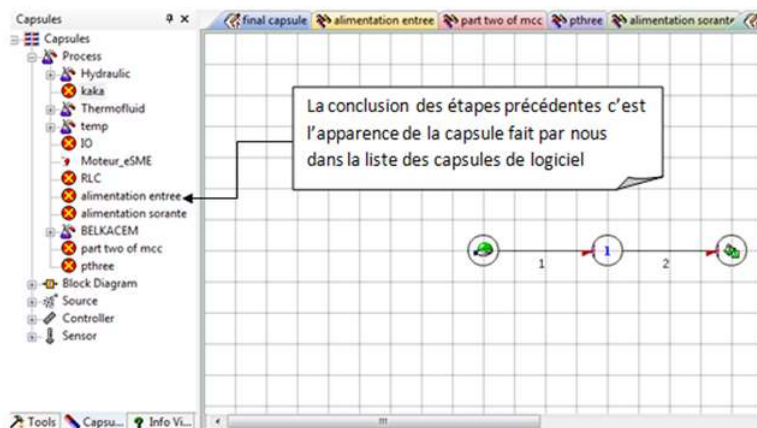 Capsules
final capsule
alimentation entree
part two of mcc
pthree
alimentation sorante
Capsules
Process
Hydraulic
kaka
Thermofluid
temp
IO
Moteur_eSME
RLC
alimentation entree
alimentation sorante
BELKACEM
part two of mcc
pthree
Block Diagram
Source
Controller
Sensor
La conclusion des étapes précédentes c'est
l'apparence de la capsule fait par nous
dans la liste des capsules de logiciel
1
1
2
Tools
Capsu...
Info Vi...